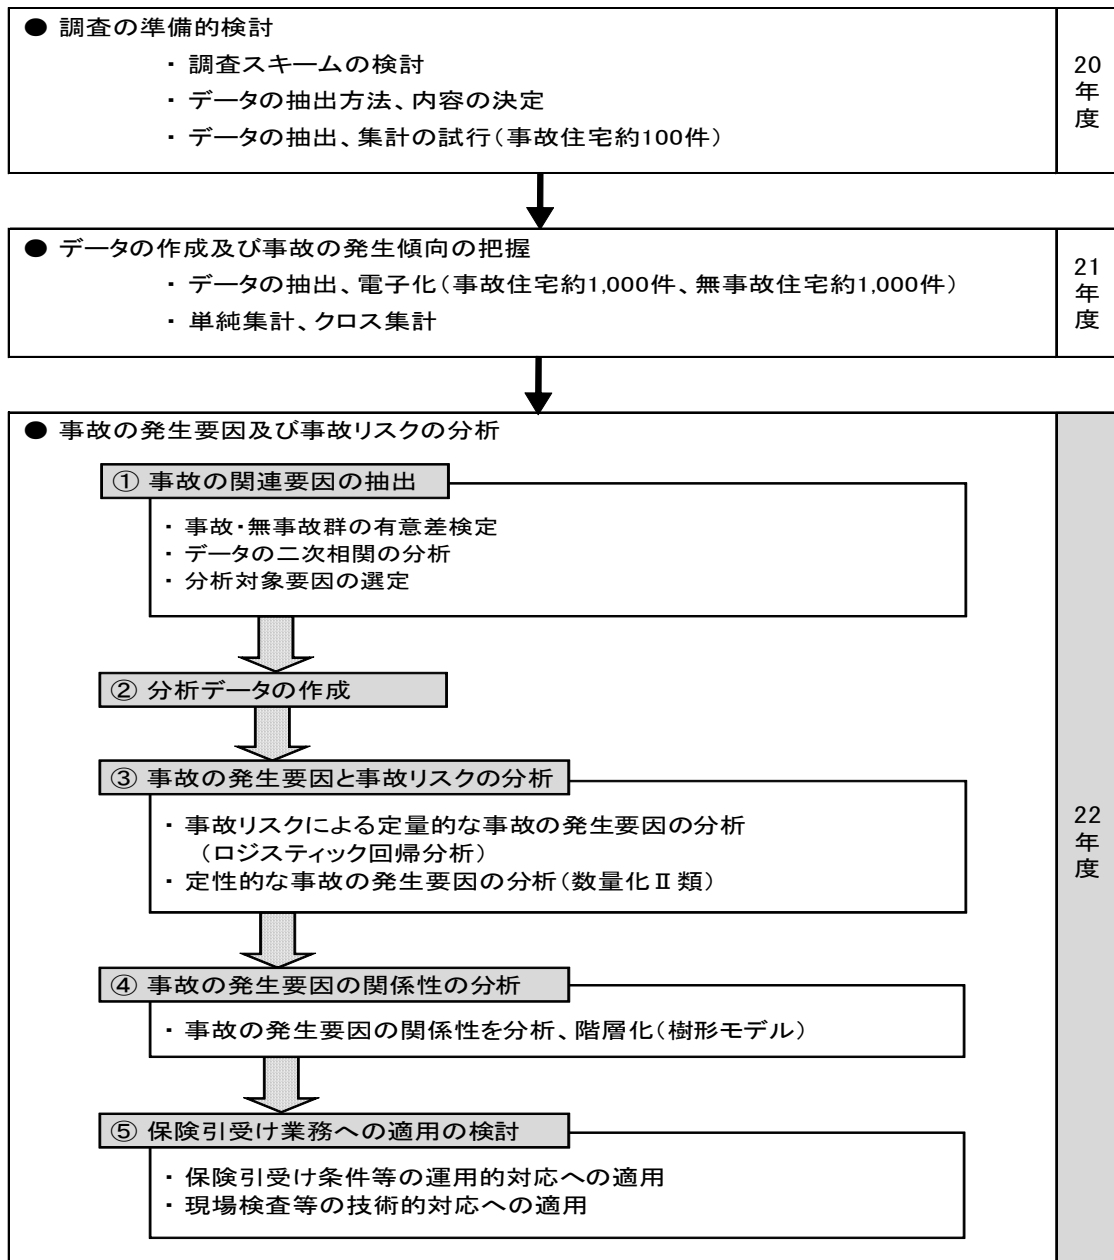 ● 調査の準備的検討
・ 調査スキームの検討
・ データの抽出方法、内容の決定
・ データの抽出、集計の試行（事故住宅約100件）
20
年
度
● データの作成及び事故の発生傾向の把握
・ データの抽出、電子化（事故住宅約1,000件、無事故住宅約1,000件）
・ 単純集計、クロス集計
21
年
度
● 事故の発生要因及び事故リスクの分析
① 事故の関連要因の抽出
・ 事故・無事故群の有意差検定
・ データの二次相関の分析
・ 分析対象要因の選定
② 分析データの作成
③ 事故の発生要因と事故リスクの分析
・ 事故リスクによる定量的な事故の発生要因の分析
（ロジスティック回帰分析）
・ 定性的な事故の発生要因の分析（数量化Ⅱ類）
④ 事故の発生要因の関係性の分析
・ 事故の発生要因の関係性を分析、階層化（樹形モデル）
⑤ 保険引受け業務への適用の検討
・ 保険引受け条件等の運用的対応への適用
・ 現場検査等の技術的対応への適用
22
年
度